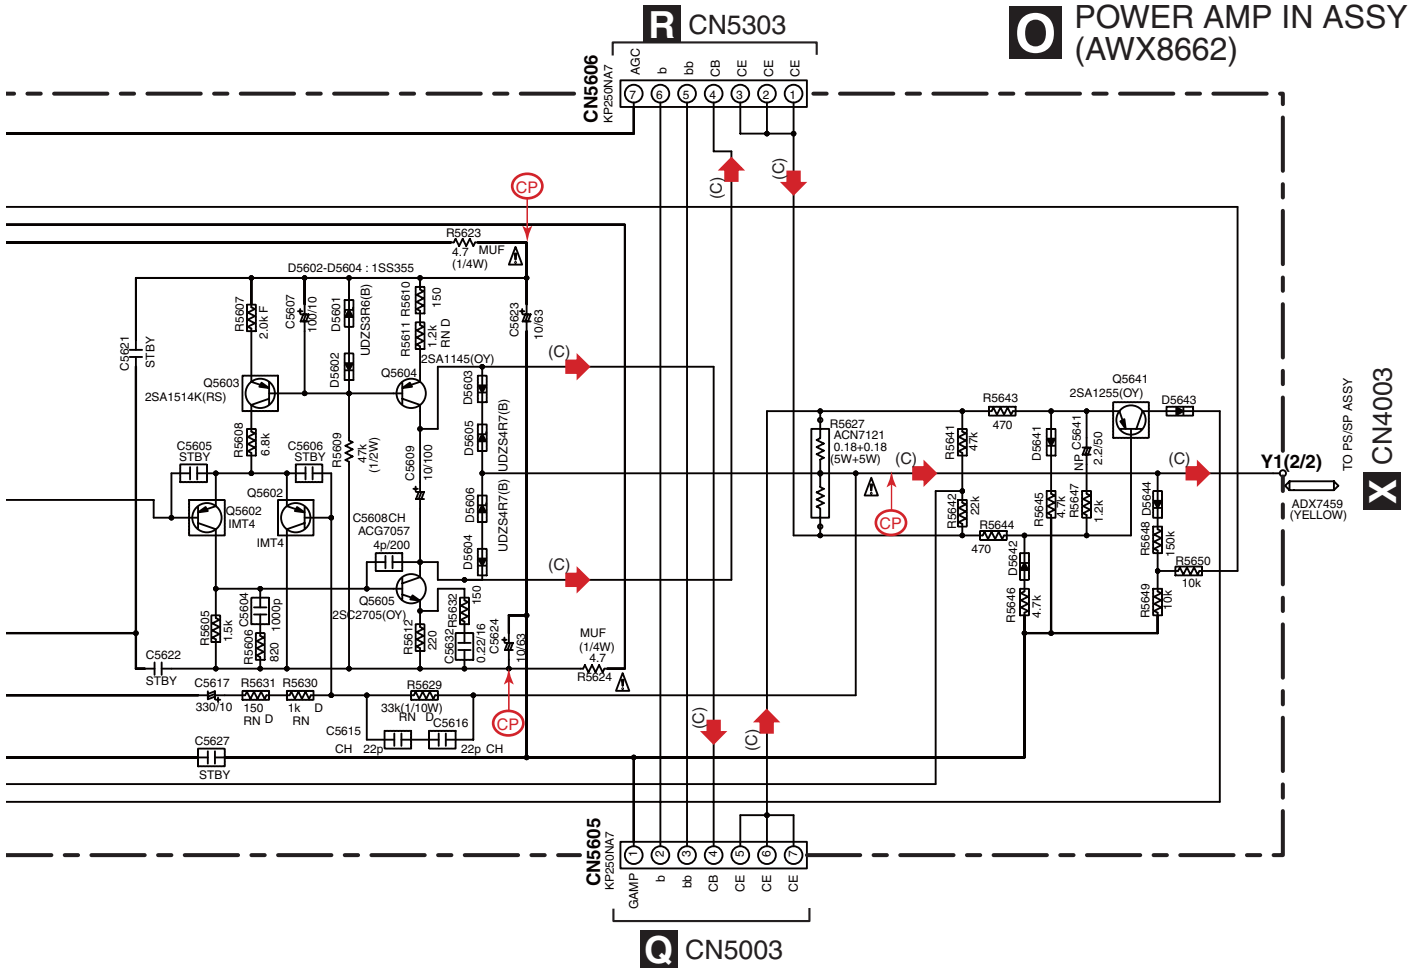 R CN5303
O POWER AMP IN ASSY
(AWX8662)
CN5606
KP250NA7
AGC b bb CB CE CE CE
7 6 5 4 3 2 1
(C)
(C)
CP
R5623
4.7
(1/4W)
MUF
D5602-D5604 : 1SS355
R5607
2.0k F
C5607
100/10
D5601
UDZS3R6(B)
R5610
150
C5623
10/63
R5611
1.2k
RN D
C5621
STBY
D5602
2SA1145(OY)
(C)
Q5603
2SA1514K(RS)
Q5604
D5603
Q5641
2SA1255(OY)
D5643
R5643
470
R5627
ACN7121
0.18+0.18
(5W+5W)
R5608
6.8k
R5609
47k
(1/2W)
D5605
UDZS4R7(B)
R5641
47k
D5641
NP C5641
2.2/50
C5605
STBY
C5606
STBY
C5609
10/100
(C)
(C)
Y1(2/2)
TO PS/SP ASSY
X CN4003
ADX7459
(YELLOW)
CP
Q5602
IMT4
Q5602
IMT4
D5606
UDZS4R7(B)
R5642
22k
R5645
4.7k
R5647
1.2k
D5644
C5608CH
ACG7057
4p/200
D5604
R5644
470
R5648
150k
D5642
R5650
10k
(C)
Q5605
2SC2705(OY)
R5646
4.7k
R5649
10k
R5605
1.5k
C5604
1000p
R5606
820
R5612
220
R5632
150
C5632
0.22/16
C5624
10/63
MUF
(1/4W)
4.7
R5624
C5622
STBY
C5617
330/10
R5631
150
RN D
R5630
1k D
RN
R5629
33k(1/10W)
RN D
CP
C5615
CH 22p
C5616
22p CH
(C)
(C)
C5627
STBY
CN5605
KP250NA7
1 2 3 4 5 6 7
GAMP b bb CB CE CE CE
Q CN5003